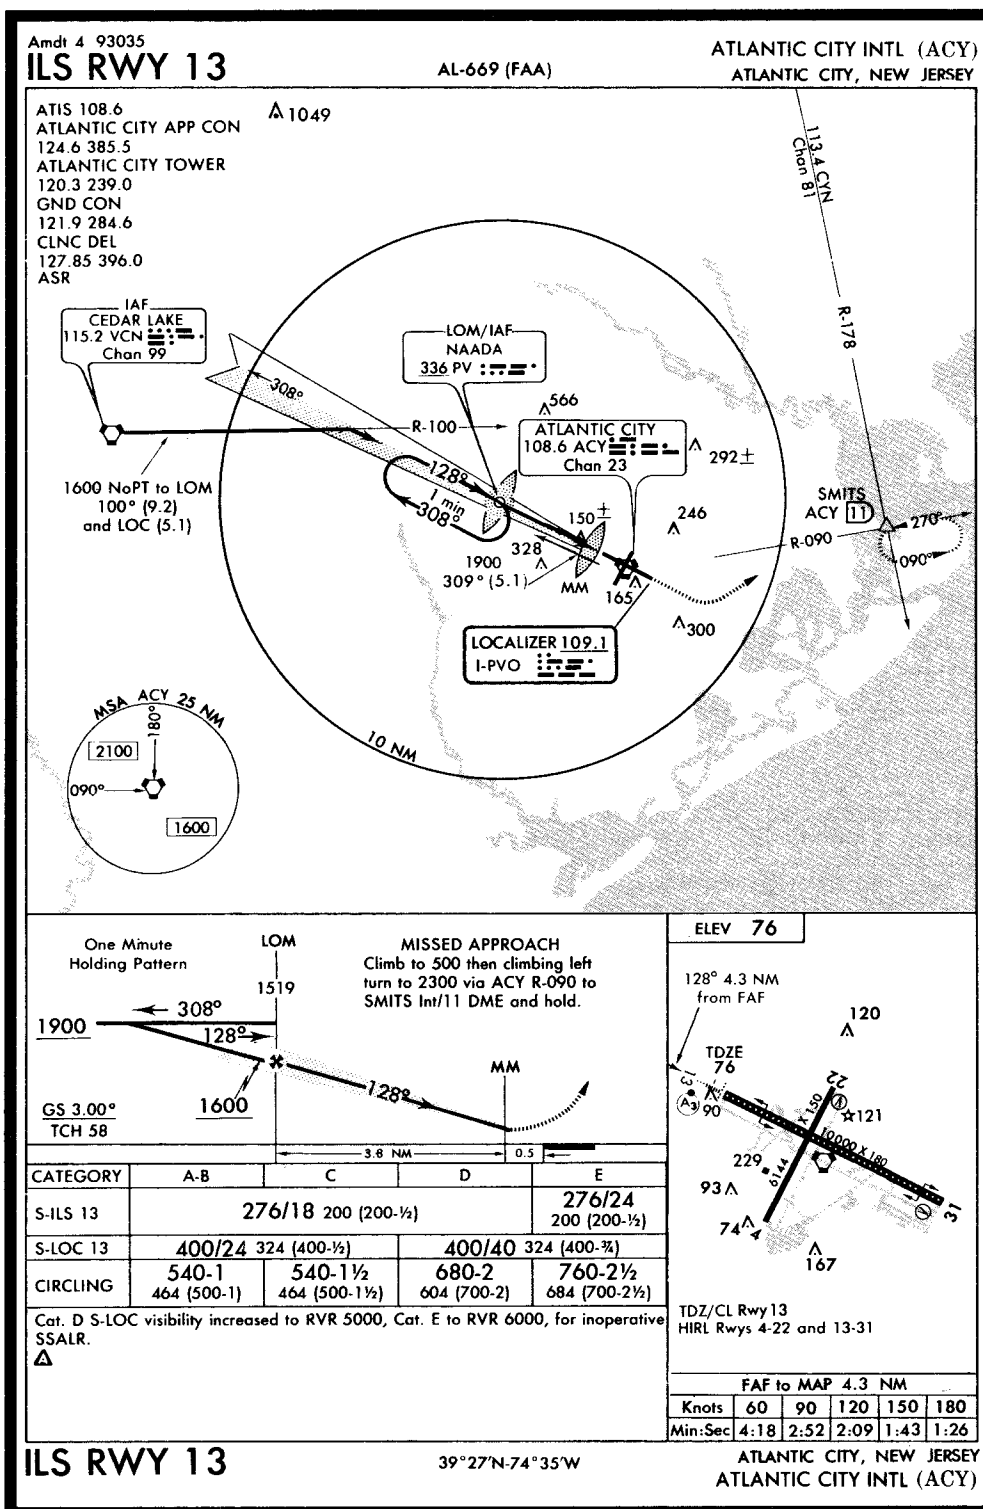 Amdt 4 93035
ILS RWY 13
AL-669 (FAA)
ATLANTIC CITY INTL (ACY)
ATLANTIC CITY, NEW JERSEY
ATIS 108.6
ATLANTIC CITY APP CON
124.6 385.5
ATLANTIC CITY TOWER
120.3 239.0
GND CON
121.9 284.6
CLNC DEL
127.85 396.0
ASR
1049
113.4 CYN
Chan 81
R-178
IAF
CEDAR LAKE
115.2 VCN
Chan 99
LOM/IAF
NAADA
336 PV
308°
R-100
566
ATLANTIC CITY
108.6 ACY
Chan 23
292±
1600 NoPT to LOM
100° (9.2)
and LOC (5.1)
128°
1 min
308°
150±
246
SMITS
ACY 11
270°
R-090
090°
328
1900
309° (5.1)
MM
165
300
LOCALIZER 109.1
I-PVO
10 NM
MSA ACY 25 NM
180°
2100
090°
1600
One Minute
Holding Pattern
LOM
1519
MISSED APPROACH
Climb to 500 then climbing left
turn to 2300 via ACY R-090 to
SMITS Int/11 DME and hold.
1900
308°
128°
1600
128°
MM
GS 3.00°
TCH 58
3.8 NM
0.5
ELEV 76
128° 4.3 NM
from FAF
120
TDZE
76
13
A3
90
22
X 150
121
10000 X 180
229
6144
93
74
4
31
167
TDZ/CL Rwy 13
HIRL Rwys 4-22 and 13-31
CATEGORY A-B C D E
S-ILS 13 276/18 200 (200-½) 276/24 200 (200-½)
S-LOC 13 400/24 324 (400-½) 400/40 324 (400-¾)
CIRCLING 540-1 540-1½ 680-2 760-2½
464 (500-1) 464 (500-1½) 604 (700-2) 684 (700-2½)
Cat. D S-LOC visibility increased to RVR 5000, Cat. E to RVR 6000, for inoperative
SSALR.
FAF to MAP 4.3 NM
Knots 60 90 120 150 180
Min:Sec 4:18 2:52 2:09 1:43 1:26
ILS RWY 13
39°27'N-74°35'W
ATLANTIC CITY, NEW JERSEY
ATLANTIC CITY INTL (ACY)